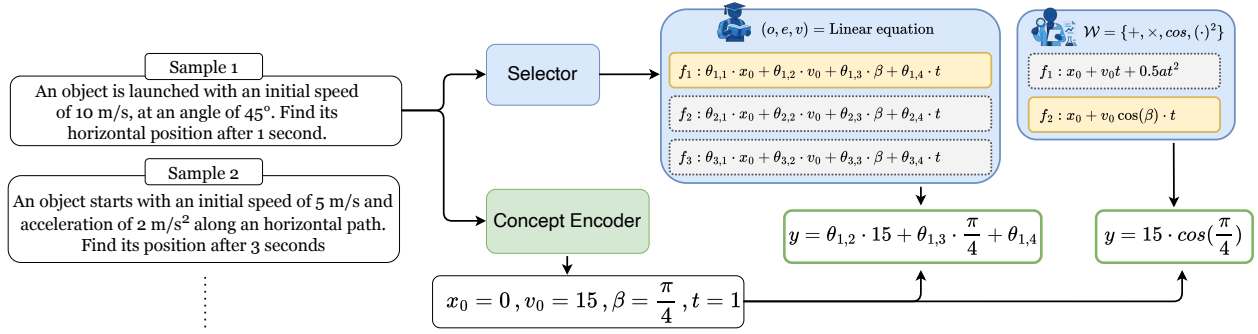 Sample 1
An object is launched with an initial speed
of 10 m/s, at an angle of 45°. Find its
horizontal position after 1 second.
Sample 2
An object starts with an initial speed of 5 m/s and
acceleration of 2 m/s² along an horizontal path.
Find its position after 3 seconds
Selector
Concept Encoder
x₀ = 0 , v₀ = 15 , β = π/4 , t = 1
(o, e, v) = Linear equation
f₁ : θ₁,₁ · x₀ + θ₁,₂ · v₀ + θ₁,₃ · β + θ₁,₄ · t
f₂ : θ₂,₁ · x₀ + θ₂,₂ · v₀ + θ₂,₃ · β + θ₂,₄ · t
f₃ : θ₃,₁ · x₀ + θ₃,₂ · v₀ + θ₃,₃ · β + θ₃,₄ · t
y = θ₁,₂ · 15 + θ₁,₃ · π/4 + θ₁,₄
𝒲 = {+, ×, cos, (·)²}
f₁ : x₀ + v₀t + 0.5at²
f₂ : x₀ + v₀ cos(β) · t
y = 15 · cos(π/4)